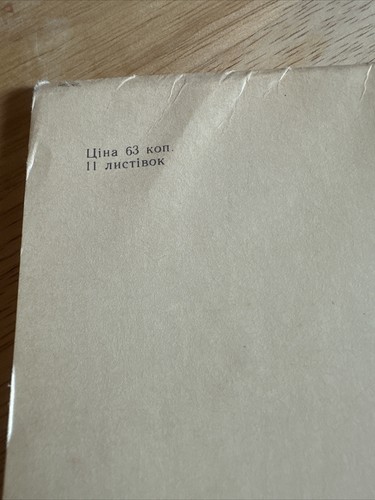 Ціна 63 коп.
11 листівок